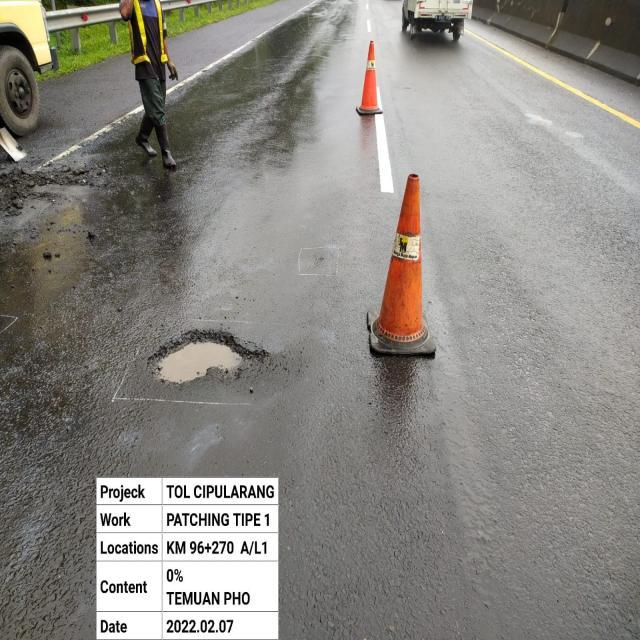 Projeck TOL CIPULARANG
Work PATCHING TIPE 1
Locations KM 96+270 A/L1
Content 0%
TEMUAN PHO
Date 2022.02.07